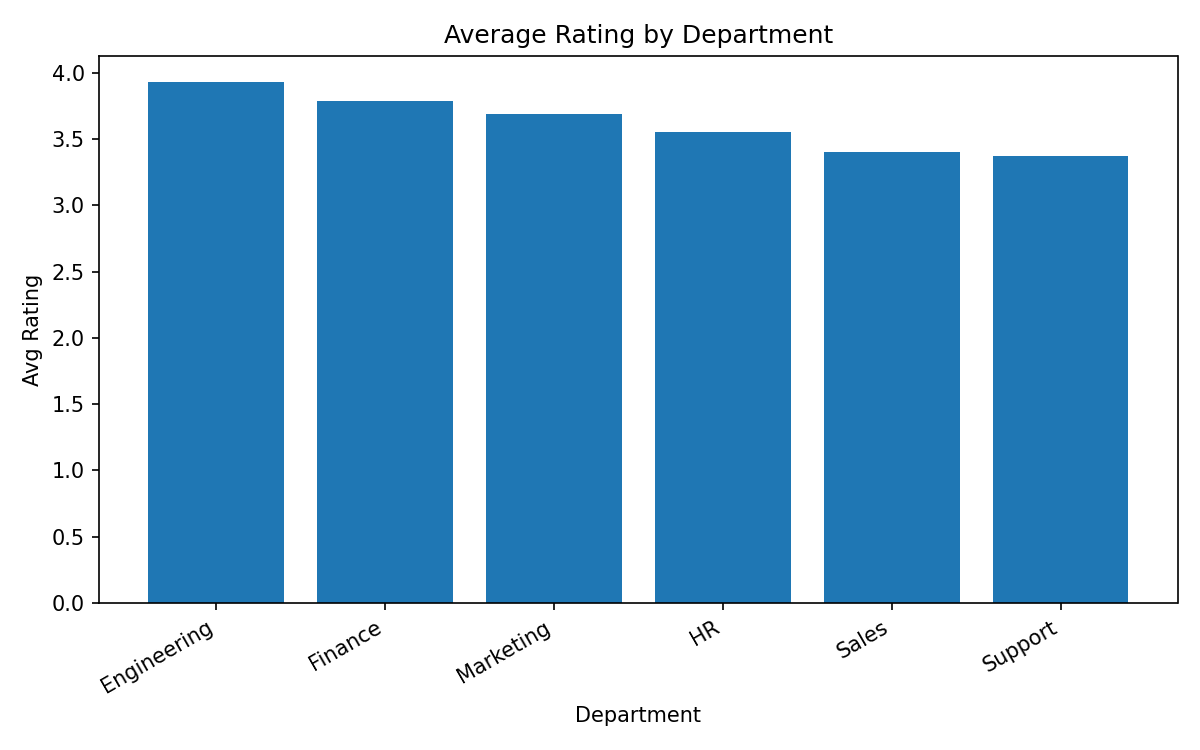 Average Rating by Department
Avg Rating
4.0
3.5
3.0
2.5
2.0
1.5
1.0
0.5
0.0
Engineering
Finance
Marketing
HR
Sales
Support
Department